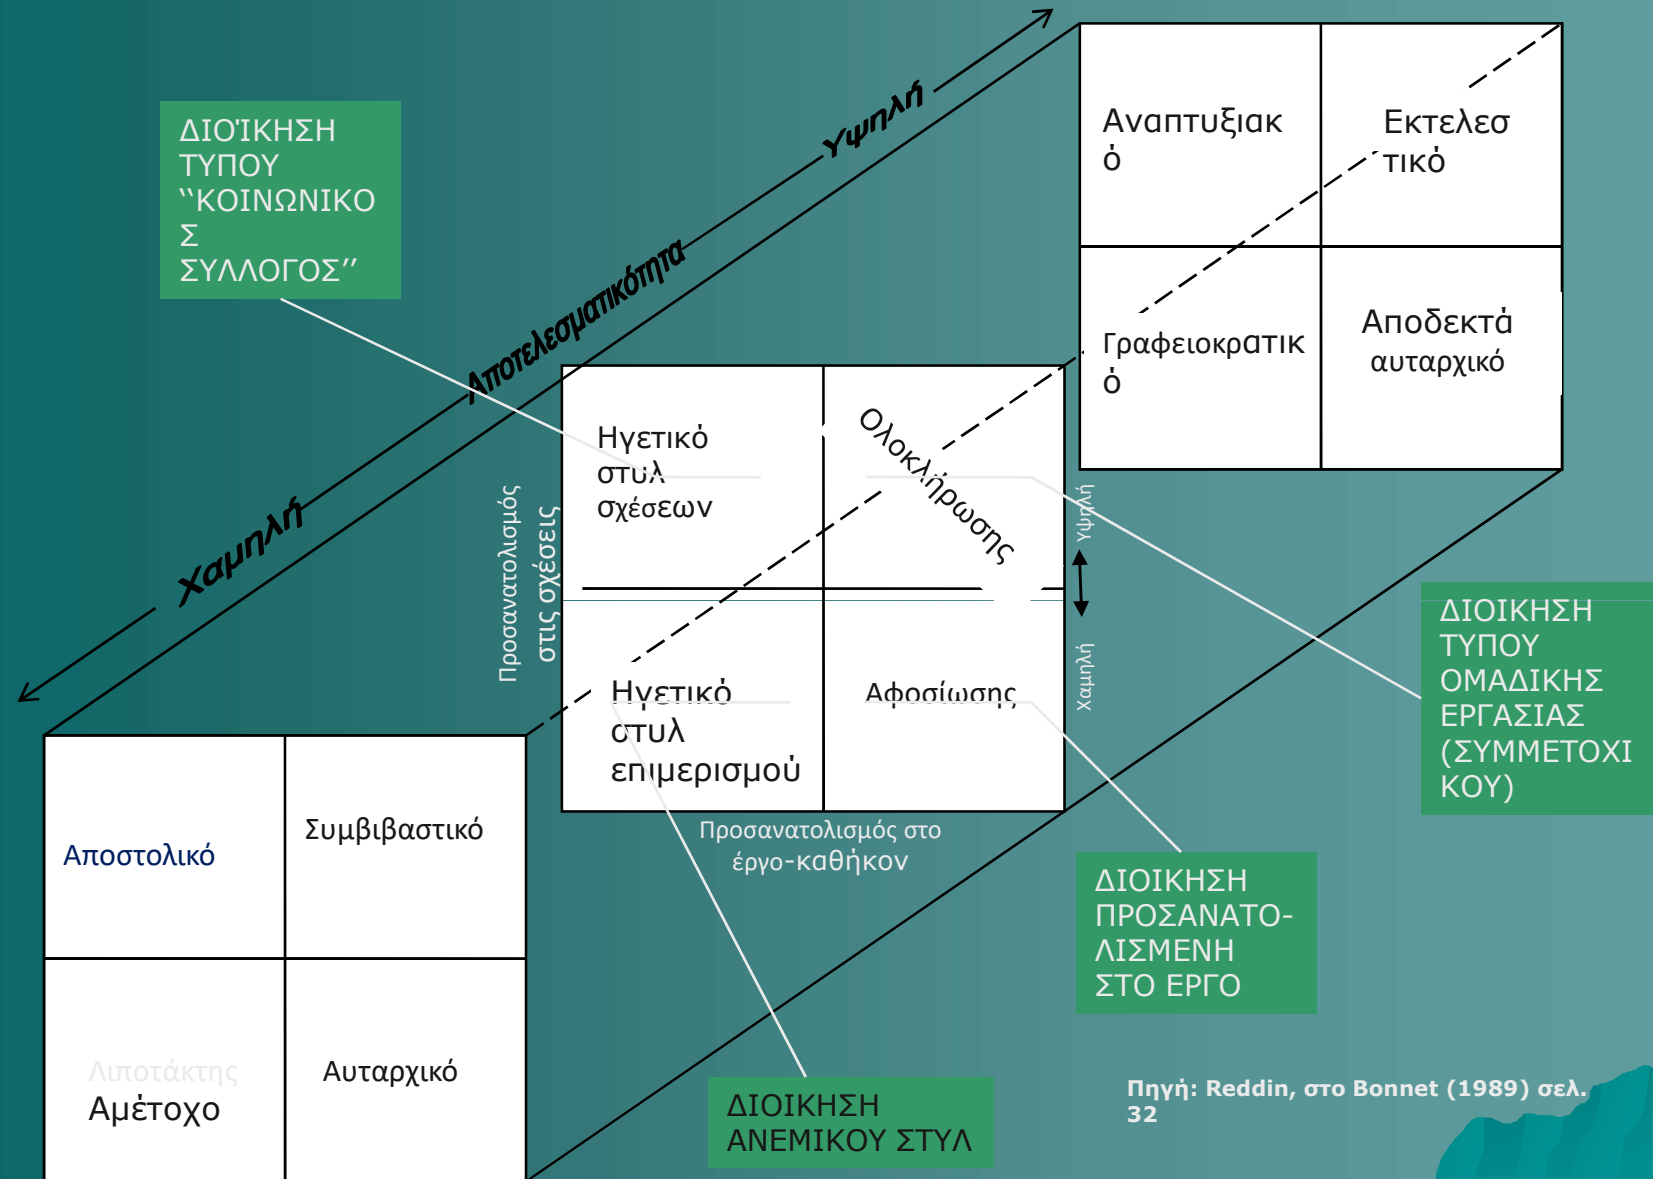 ΔΙΟΊΙΚΗΣΗ
ΤΥΠΟΥ
‘‘ΚΟΙΝΩΝΙΚΟ
Σ
ΣΥΛΛΟΓΟΣ’’
Υψηλή
Αποτελεσματικότητα
Χαμηλή
Αναπτυξιακ
ό
Εκτελεσ
τικό
Γραφειοκρατικ
ό
Αποδεκτά
αυταρχικό
Ηγετικό
στυλ
σχέσεων
Ολοκλήρωσης
Ηγετικό
στυλ
επιμερισμού
Αφοσίωσης
Προσανατολισμός
στις σχέσεις
Υψηλή
Χαμηλή
Προσανατολισμός στο
έργο-καθήκον
ΔΙΟΙΚΗΣΗ
ΤΥΠΟΥ
ΟΜΑΔΙΚΗΣ
ΕΡΓΑΣΙΑΣ
(ΣΥΜΜΕΤΟΧΙ
ΚΟΥ)
Αποστολικό
Συμβιβαστικό
Λιποτάκτης
Αμέτοχο
Αυταρχικό
ΔΙΟΙΚΗΣΗ
ΠΡΟΣΑΝΑΤΟ-
ΛΙΣΜΕΝΗ
ΣΤΟ ΕΡΓΟ
ΔΙΟΙΚΗΣΗ
ΑΝΕΜΙΚΟΥ ΣΤΥΛ
Πηγή: Reddin, στο Bonnet (1989) σελ.
32